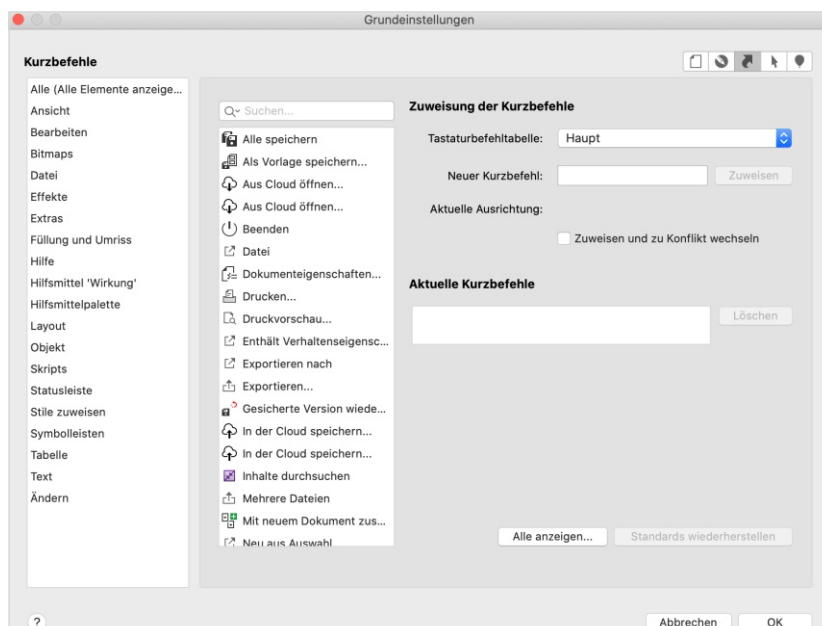 Grundeinstellungen
Kurzbefehle
Alle (Alle Elemente anzeige...
Ansicht
Bearbeiten
Bitmaps
Datei
Effekte
Extras
Füllung und Umriss
Hilfe
Hilfsmittel 'Wirkung'
Hilfsmittelpalette
Layout
Objekt
Skripts
Statusleiste
Stile zuweisen
Symbolleisten
Tabelle
Text
Ändern
Suchen...
Alle speichern
Als Vorlage speichern...
Aus Cloud öffnen...
Aus Cloud öffnen...
Beenden
Datei
Dokumenteigenschaften...
Drucken...
Druckvorschau...
Enthält Verhaltenseigensc...
Exportieren nach
Exportieren...
Gesicherte Version wiede...
In der Cloud speichern...
In der Cloud speichern...
Inhalte durchsuchen
Mehrere Dateien
Mit neuem Dokument zus...
Neu aus Auswahl
Zuweisung der Kurzbefehle
Tastaturbefehltabelle: Haupt
Neuer Kurzbefehl: Zuweisen
Aktuelle Ausrichtung:
Zuweisen und zu Konflikt wechseln
Aktuelle Kurzbefehle
Löschen
Alle anzeigen... Standards wiederherstellen
? Abbrechen OK